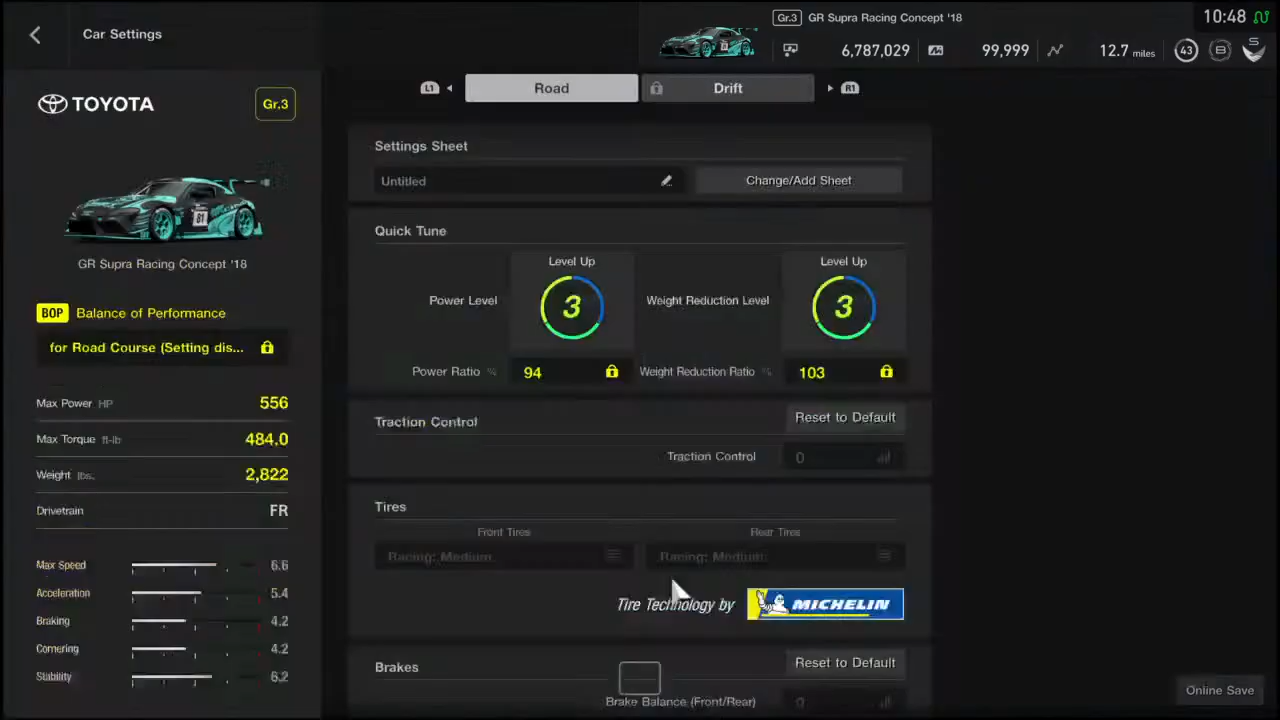 Car Settings
Gr.3 GR Supra Racing Concept '18
10:48
6,787,029 99,999 12.7 miles 43 B S
TOYOTA Gr.3
L1 Road Drift R1
Settings Sheet
Untitled Change/Add Sheet
Quick Tune
81
GR Supra Racing Concept '18
Level Up Level Up
Power Level 3 Weight Reduction Level 3
BOP Balance of Performance
for Road Course (Setting dis...
Power Ratio % 94 Weight Reduction Ratio % 103
Max Power HP 556
Max Torque ft-lb 484.0
Weight lbs. 2,822
Drivetrain FR
Traction Control Reset to Default
Traction Control 0
Tires
Front Tires Rear Tires
Racing: Medium Racing: Medium
Tire Technology by MICHELIN
Max Speed 6.6
Acceleration 5.4
Braking 4.2
Cornering 4.2
Stability 6.2
Brakes Reset to Default
Brake Balance (Front/Rear) 0
Online Save